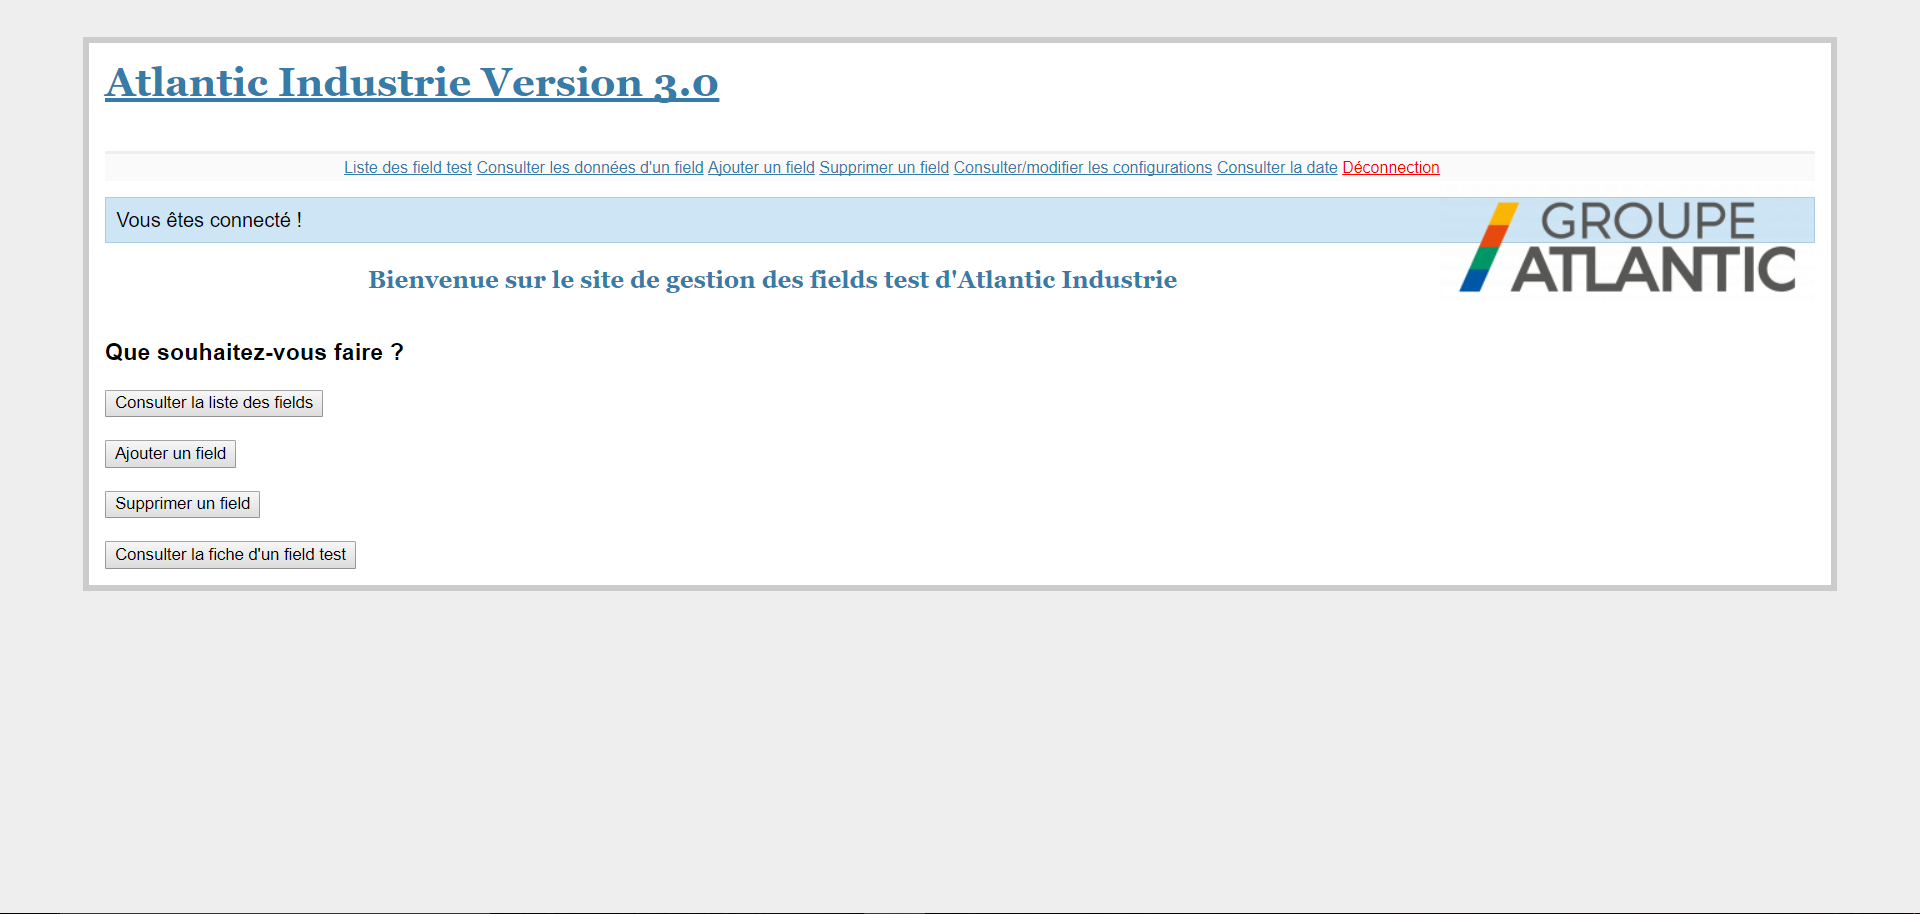 Atlantic Industrie Version 3.0
Liste des field test Consulter les données d'un field Ajouter un field Supprimer un field Consulter/modifier les configurations Consulter la date Déconnection
Vous êtes connecté !
GROUPE
ATLANTIC
Bienvenue sur le site de gestion des fields test d'Atlantic Industrie
Que souhaitez-vous faire ?
Consulter la liste des fields
Ajouter un field
Supprimer un field
Consulter la fiche d'un field test